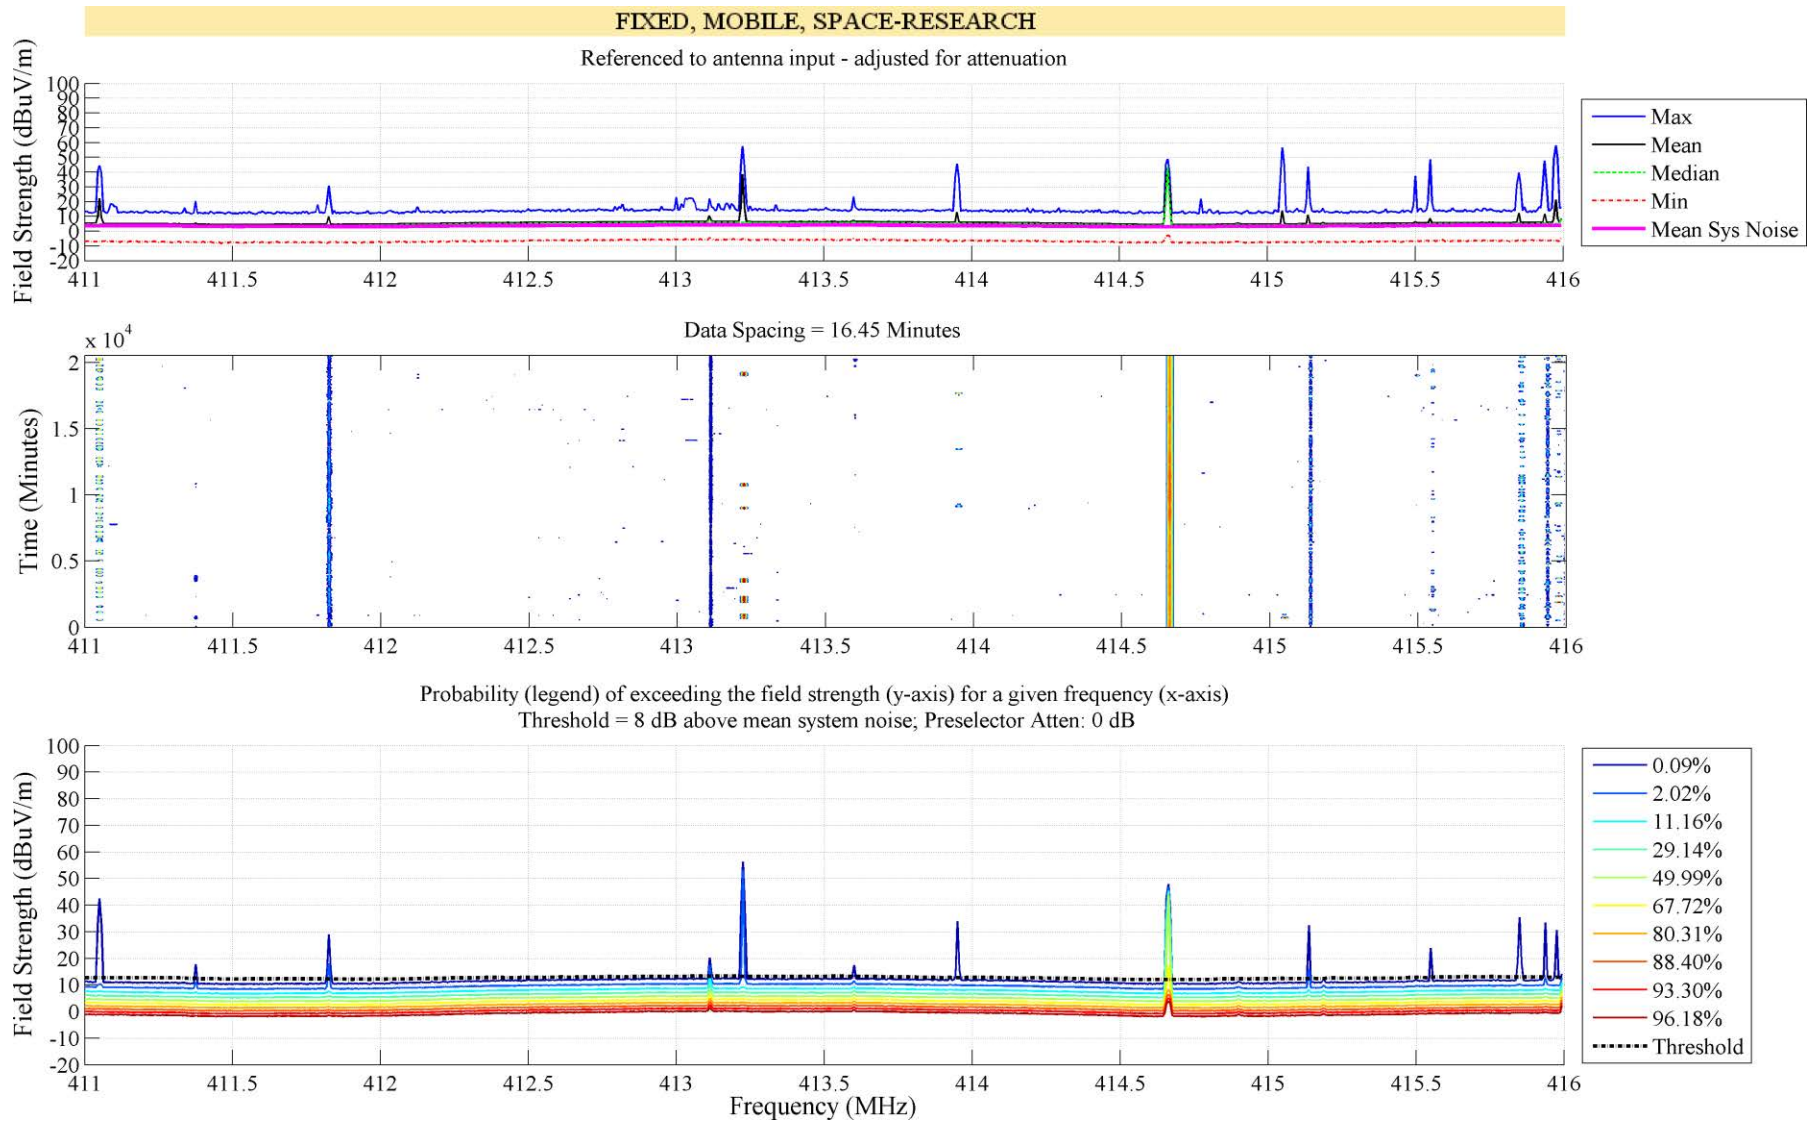 FIXED, MOBILE, SPACE-RESEARCH
Referenced to antenna input - adjusted for attenuation
Field Strength (dBuV/m)
100
90
80
70
60
50
40
30
20
10
0
-10
-20
411 411.5 412 412.5 413 413.5 414 414.5 415 415.5 416
Max
Mean
Median
Min
Mean Sys Noise
Data Spacing = 16.45 Minutes
x 10^4
Time (Minutes)
2
1.5
1
0.5
0
411 411.5 412 412.5 413 413.5 414 414.5 415 415.5 416
Probability (legend) of exceeding the field strength (y-axis) for a given frequency (x-axis)
Threshold = 8 dB above mean system noise; Preselector Atten: 0 dB
Field Strength (dBuV/m)
100
90
80
70
60
50
40
30
20
10
0
-10
-20
411 411.5 412 412.5 413 413.5 414 414.5 415 415.5 416
Frequency (MHz)
0.09%
2.02%
11.16%
29.14%
49.99%
67.72%
80.31%
88.40%
93.30%
96.18%
Threshold